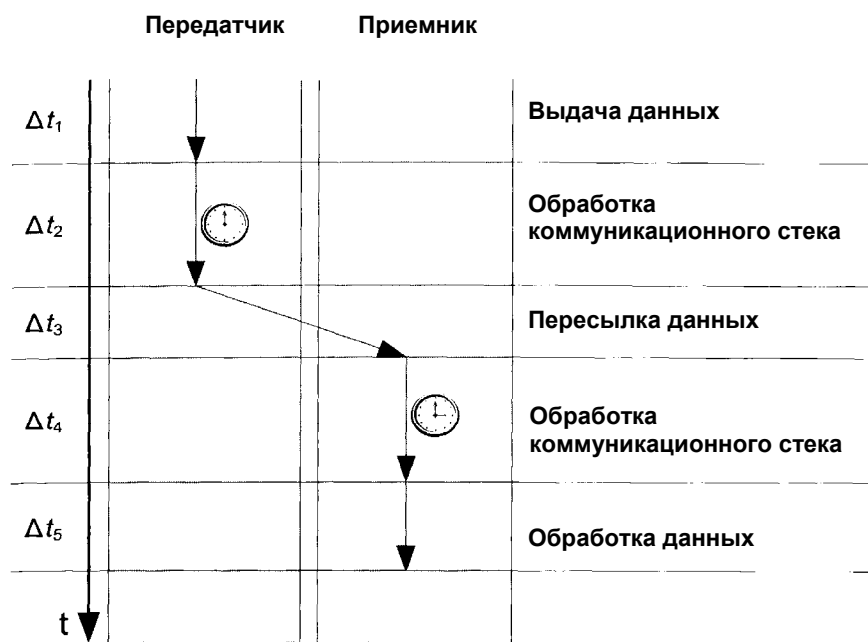 Передатчик Приемник
Δt₁ Выдача данных
Δt₂ Обработка
коммуникационного стека
Δt₃ Пересылка данных
Δt₄ Обработка
коммуникационного стека
Δt₅ Обработка данных
t